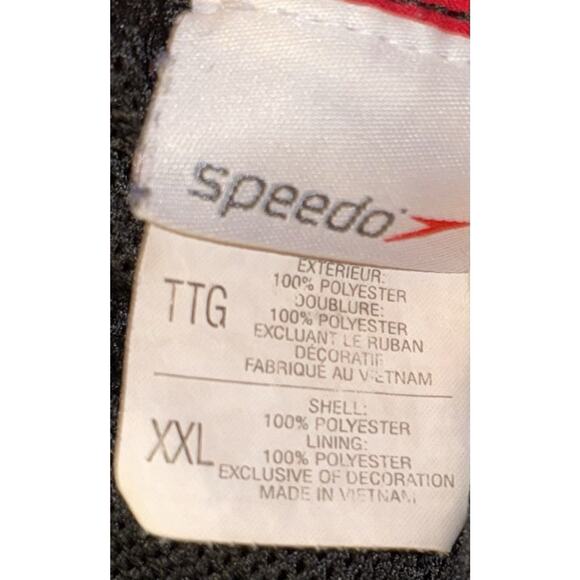 speedo
TTG
EXTÉRIEUR:
100% POLYESTER
DOUBLURE:
100% POLYESTER
EXCLUANT LE RUBAN
DÉCORATIF
FABRIQUÉ AU VIETNAM
XXL
SHELL:
100% POLYESTER
LINING:
100% POLYESTER
EXCLUSIVE OF DECORATION
MADE IN VIETNAM